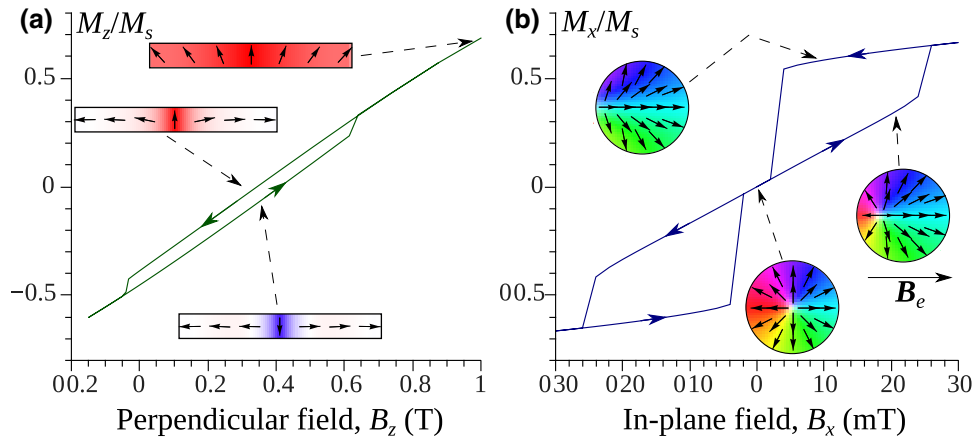 (a) M_z/M_s
0.5
0
−0.5
00.2 0 0.2 0.4 0.6 0.8 1
Perpendicular field, B_z (T)
(b) M_x/M_s
0.5
0
00.5
B_e
030 020 010 0 10 20 30
In-plane field, B_x (mT)